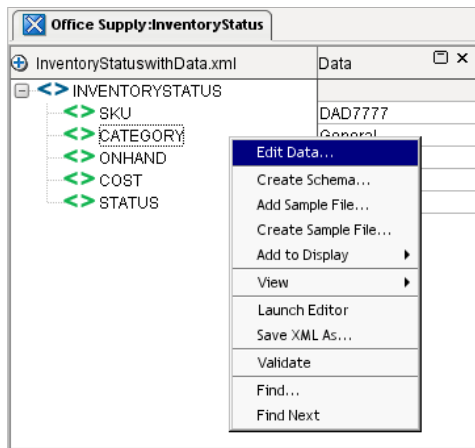 Office Supply:InventoryStatus
InventoryStatuswithData.xml Data
INVENTORYSTATUS
SKU DAD7777
CATEGORY General
ONHAND
COST
STATUS
Edit Data...
Create Schema...
Add Sample File...
Create Sample File...
Add to Display
View
Launch Editor
Save XML As...
Validate
Find...
Find Next